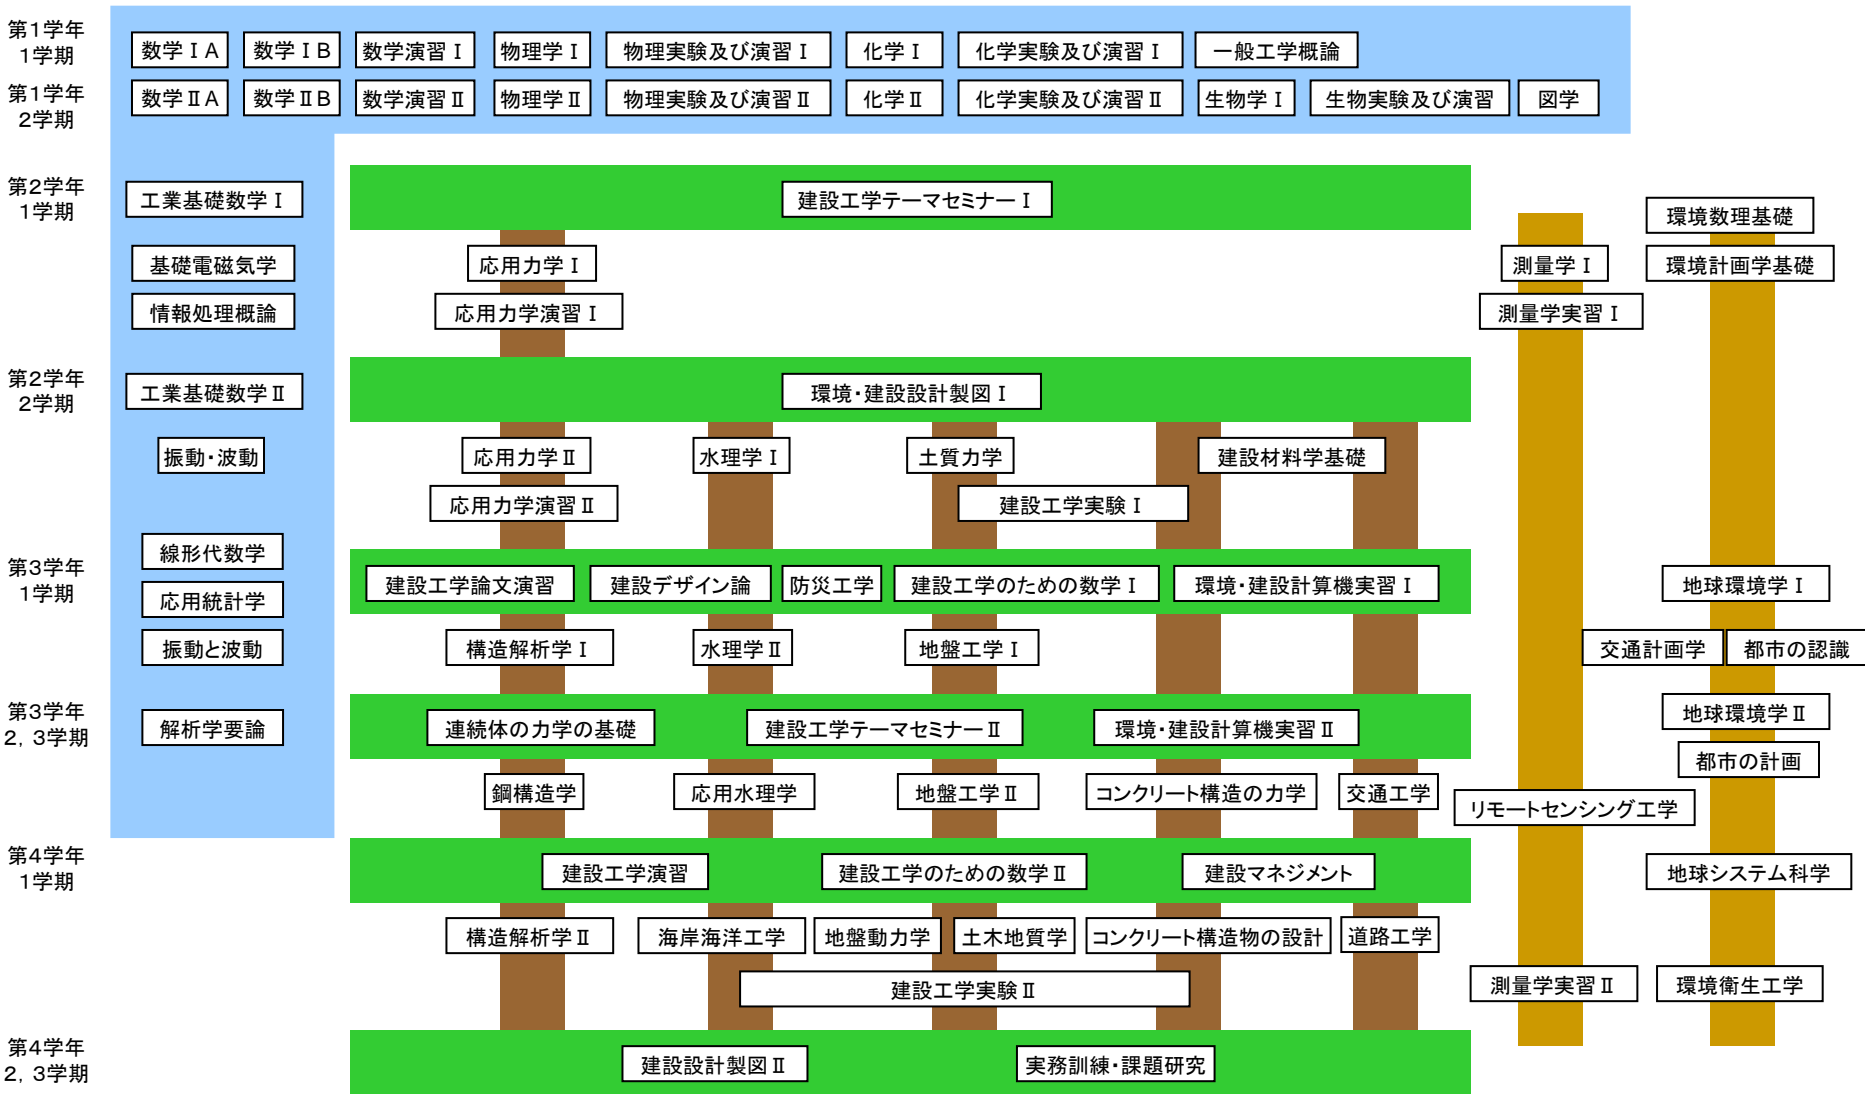 第1学年
1学期
数学ⅠA
数学ⅠB
数学演習Ⅰ
物理学Ⅰ
物理実験及び演習Ⅰ
化学Ⅰ
化学実験及び演習Ⅰ
一般工学概論
第1学年
2学期
数学ⅡA
数学ⅡB
数学演習Ⅱ
物理学Ⅱ
物理実験及び演習Ⅱ
化学Ⅱ
化学実験及び演習Ⅱ
生物学Ⅰ
生物実験及び演習
図学
第2学年
1学期
工業基礎数学Ⅰ
建設工学テーマセミナーⅠ
環境数理基礎
基礎電磁気学
応用力学Ⅰ
測量学Ⅰ
環境計画学基礎
情報処理概論
応用力学演習Ⅰ
測量学実習Ⅰ
第2学年
2学期
工業基礎数学Ⅱ
環境・建設設計製図Ⅰ
振動・波動
応用力学Ⅱ
水理学Ⅰ
土質力学
建設材料学基礎
応用力学演習Ⅱ
建設工学実験Ⅰ
線形代数学
第3学年
1学期
応用統計学
建設工学論文演習
建設デザイン論
防災工学
建設工学のための数学Ⅰ
環境・建設計算機実習Ⅰ
地球環境学Ⅰ
振動と波動
構造解析学Ⅰ
水理学Ⅱ
地盤工学Ⅰ
交通計画学
都市の認識
第3学年
2，3学期
解析学要論
連続体の力学の基礎
建設工学テーマセミナーⅡ
環境・建設計算機実習Ⅱ
地球環境学Ⅱ
都市の計画
鋼構造学
応用水理学
地盤工学Ⅱ
コンクリート構造の力学
交通工学
リモートセンシング工学
第4学年
1学期
建設工学演習
建設工学のための数学Ⅱ
建設マネジメント
地球システム科学
構造解析学Ⅱ
海岸海洋工学
地盤動力学
土木地質学
コンクリート構造物の設計
道路工学
建設工学実験Ⅱ
測量学実習Ⅱ
環境衛生工学
第4学年
2，3学期
建設設計製図Ⅱ
実務訓練・課題研究